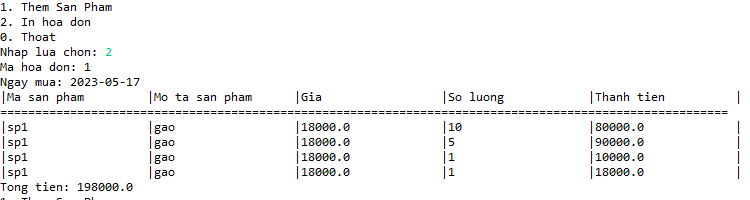 1. Them San Pham
2. In hoa don
0. Thoat
Nhap lua chon: 2
Ma hoa don: 1
Ngay mua: 2023-05-17
|Ma san pham |Mo ta san pham |Gia |So luong |Thanh tien |
==========================================================================================
|sp1 |gao |18000.0 |10 |80000.0 |
|sp1 |gao |18000.0 |5 |90000.0 |
|sp1 |gao |18000.0 |1 |10000.0 |
|sp1 |gao |18000.0 |1 |18000.0 |
Tong tien: 198000.0